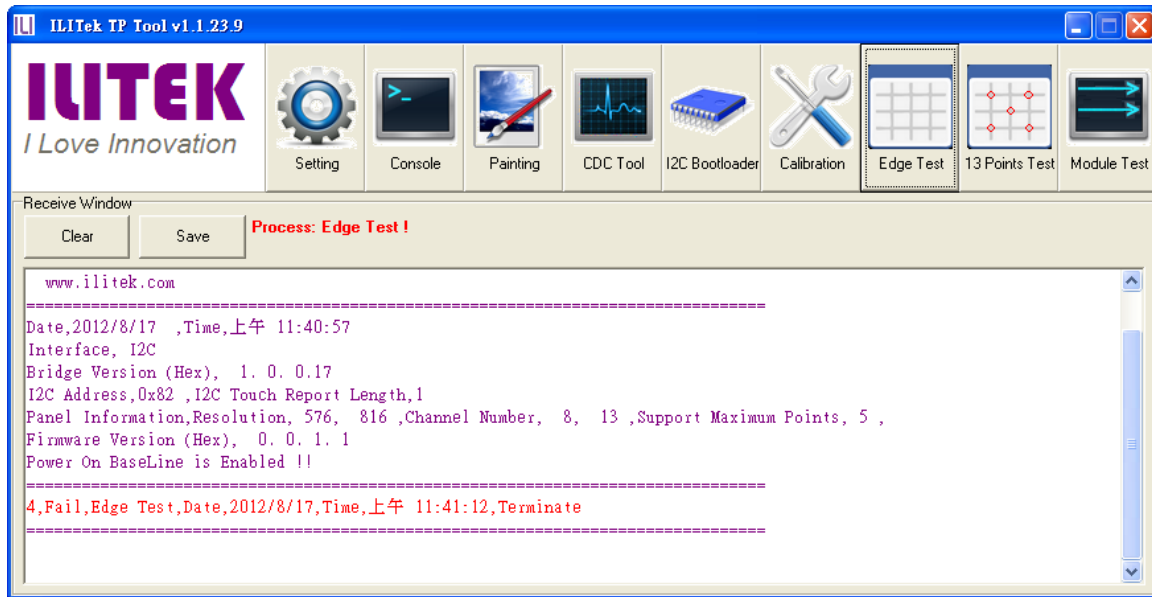 ILITek TP Tool v1.1.23.9
ILITEK
I Love Innovation
Setting
Console
Painting
CDC Tool
I2C Bootloader
Calibration
Edge Test
13 Points Test
Module Test
Receive Window
Clear
Save
Process: Edge Test !
www.ilitek.com
===============================================================================
Date,2012/8/17 ,Time,上午 11:40:57
Interface, I2C
Bridge Version (Hex), 1. 0. 0.17
I2C Address,0x82 ,I2C Touch Report Length,1
Panel Information,Resolution, 576, 816 ,Channel Number, 8, 13 ,Support Maximum Points, 5 ,
Firmware Version (Hex), 0. 0. 1. 1
Power On BaseLine is Enabled !!
===============================================================================
4,Fail,Edge Test,Date,2012/8/17,Time,上午 11:41:12,Terminate
===============================================================================